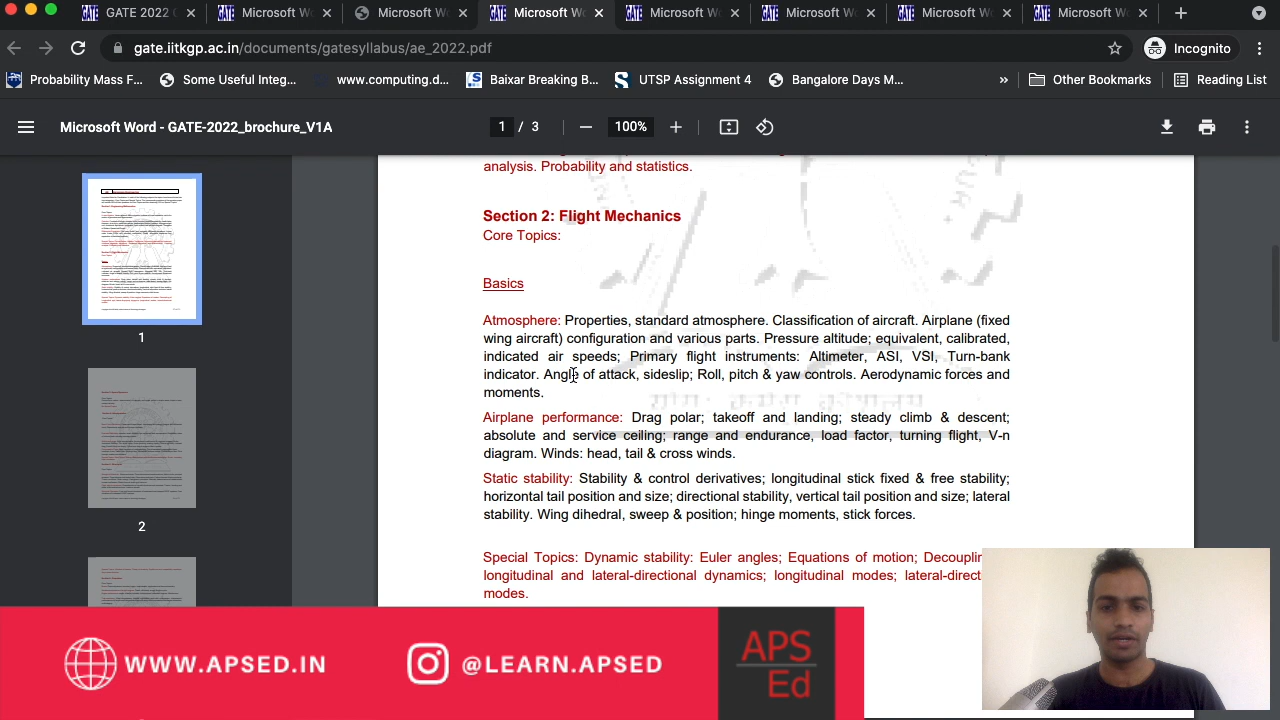 GATE 2022
Microsoft W
Microsoft W
Microsoft W
Microsoft W
Microsoft W
Microsoft W
Microsoft W
gate.iitkgp.ac.in/documents/gatesyllabus/ae_2022.pdf
Incognito
Probability Mass F...
Some Useful Integ...
www.computing.d...
Baixar Breaking B...
UTSP Assignment 4
Bangalore Days M...
»
Other Bookmarks
Reading List
Microsoft Word - GATE-2022_brochure_V1A
1 / 3
100%
1
2
analysis. Probability and statistics.
Section 2: Flight Mechanics
Core Topics:
Basics
Atmosphere: Properties, standard atmosphere. Classification of aircraft. Airplane (fixed
wing aircraft) configuration and various parts. Pressure altitude; equivalent, calibrated,
indicated air speeds; Primary flight instruments: Altimeter, ASI, VSI, Turn-bank
indicator. Angle of attack, sideslip; Roll, pitch & yaw controls. Aerodynamic forces and
moments.
Airplane performance: Drag polar; takeoff and landing; steady climb & descent;
absolute and service ceiling; range and endurance, load factor, turning flight, V-n
diagram. Winds: head, tail & cross winds.
Static stability: Stability & control derivatives; longitudinal stick fixed & free stability;
horizontal tail position and size; directional stability, vertical tail position and size; lateral
stability. Wing dihedral, sweep & position; hinge moments, stick forces.
Special Topics: Dynamic stability: Euler angles; Equations of motion; Decouplin
longitudinal and lateral-directional dynamics; longitudinal modes; lateral-direct
modes.
WWW.APSED.IN
@LEARN.APSED
APS
Ed